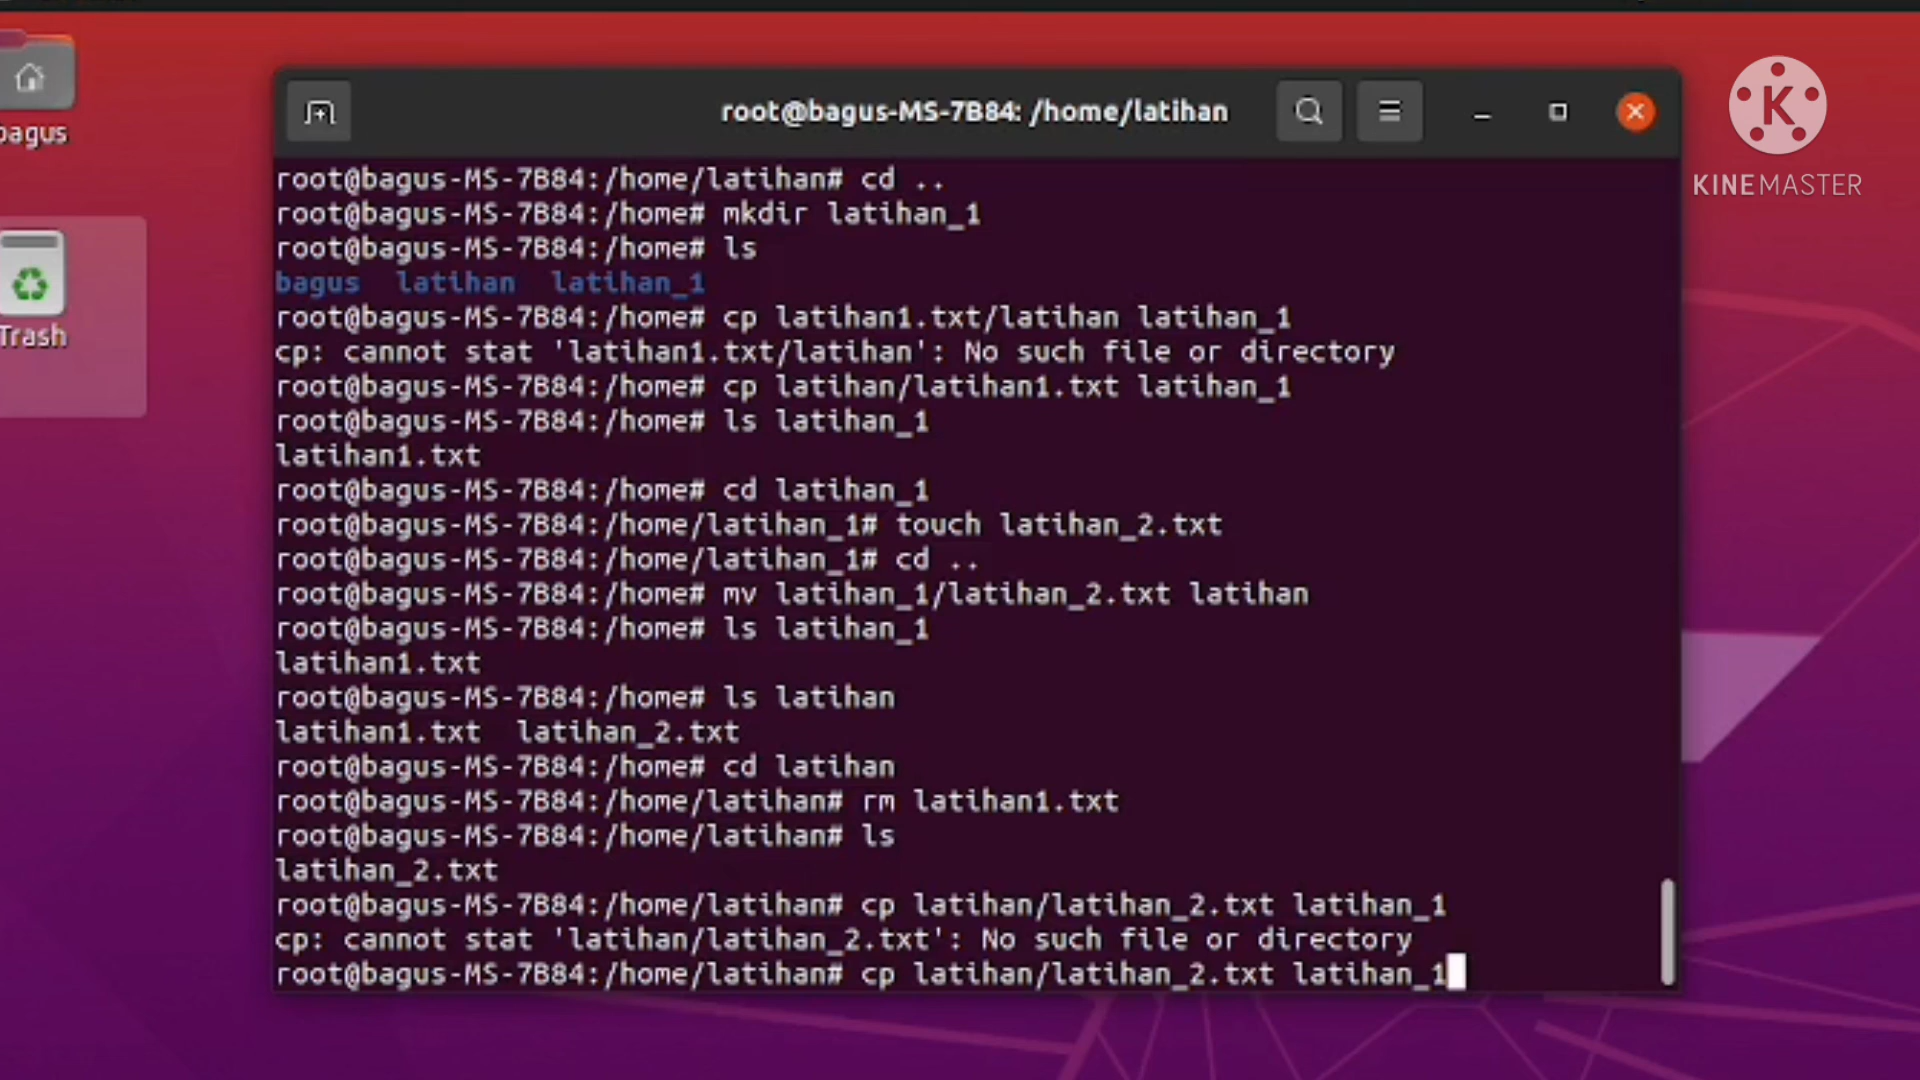 root@bagus-MS-7B84: /home/latihan
KINEMASTER
bagus
Trash
root@bagus-MS-7B84:/home/latihan# cd ..
root@bagus-MS-7B84:/home# mkdir latihan_1
root@bagus-MS-7B84:/home# ls
bagus  latihan  latihan_1
root@bagus-MS-7B84:/home# cp latihan1.txt/latihan latihan_1
cp: cannot stat 'latihan1.txt/latihan': No such file or directory
root@bagus-MS-7B84:/home# cp latihan/latihan1.txt latihan_1
root@bagus-MS-7B84:/home# ls latihan_1
latihan1.txt
root@bagus-MS-7B84:/home# cd latihan_1
root@bagus-MS-7B84:/home/latihan_1# touch latihan_2.txt
root@bagus-MS-7B84:/home/latihan_1# cd ..
root@bagus-MS-7B84:/home# mv latihan_1/latihan_2.txt latihan
root@bagus-MS-7B84:/home# ls latihan_1
latihan1.txt
root@bagus-MS-7B84:/home# ls latihan
latihan1.txt  latihan_2.txt
root@bagus-MS-7B84:/home# cd latihan
root@bagus-MS-7B84:/home/latihan# rm latihan1.txt
root@bagus-MS-7B84:/home/latihan# ls
latihan_2.txt
root@bagus-MS-7B84:/home/latihan# cp latihan/latihan_2.txt latihan_1
cp: cannot stat 'latihan/latihan_2.txt': No such file or directory
root@bagus-MS-7B84:/home/latihan# cp latihan/latihan_2.txt latihan_1